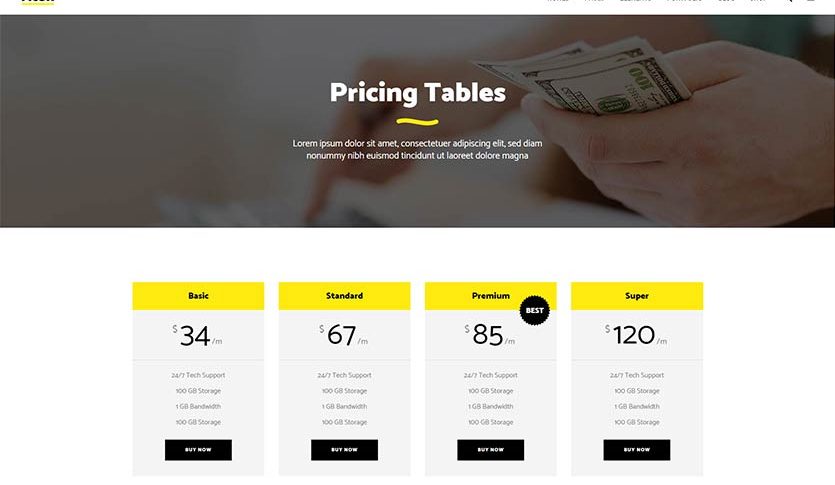 Pricing Tables
Lorem ipsum dolor sit amet, consectetuer adipiscing elit, sed diam
nonummy nibh euismod tincidunt ut laoreet dolore magna
100
Basic
$34/m
24/7 Tech Support
100 GB Storage
1 GB Bandwidth
100 GB Storage
BUY NOW
Standard
$67/m
24/7 Tech Support
100 GB Storage
1 GB Bandwidth
100 GB Storage
BUY NOW
Premium
BEST
$85/m
24/7 Tech Support
100 GB Storage
1 GB Bandwidth
100 GB Storage
BUY NOW
Super
$120/m
24/7 Tech Support
100 GB Storage
1 GB Bandwidth
100 GB Storage
BUY NOW